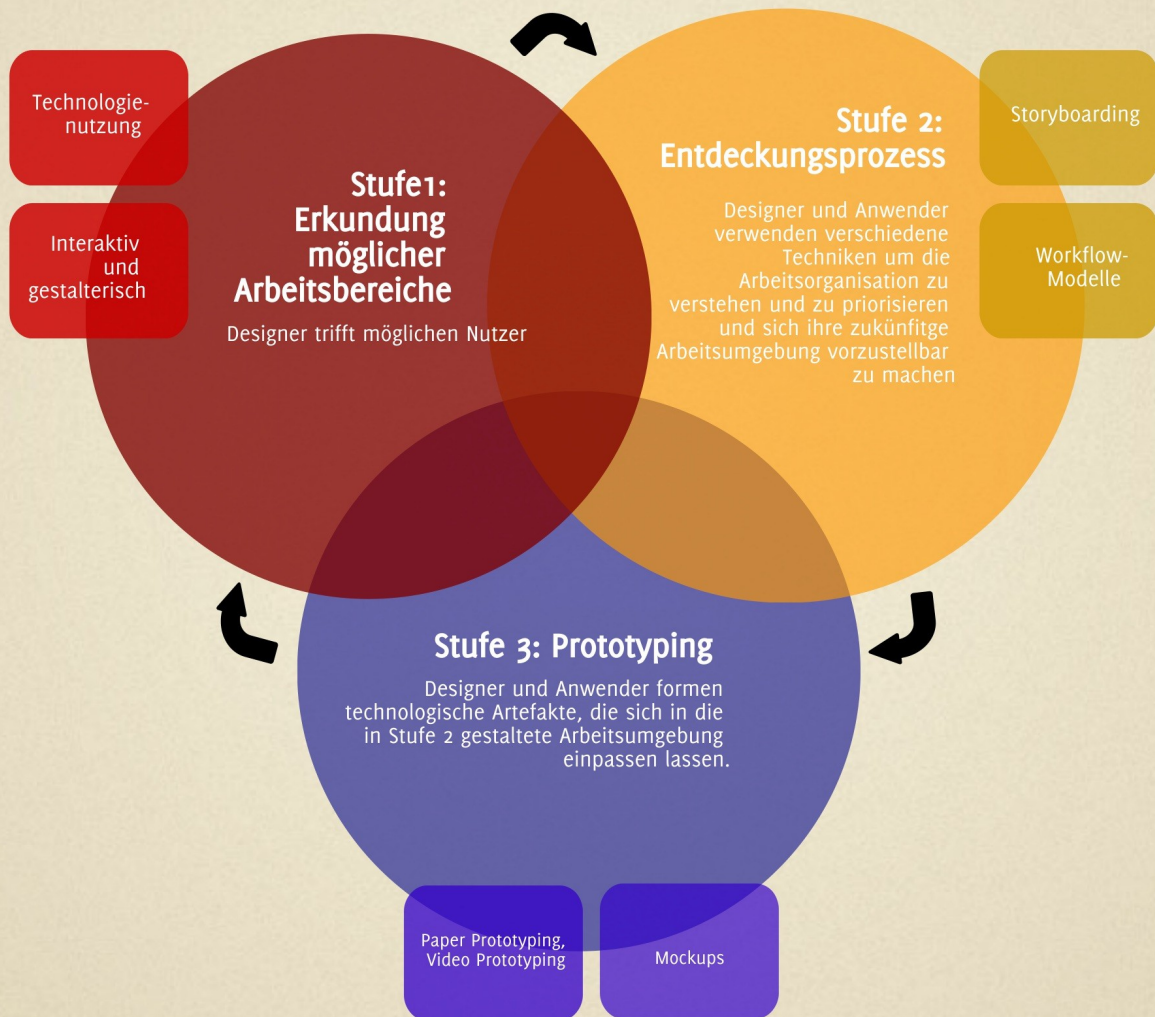 Technologie-
nutzung
Interaktiv
und
gestalterisch
Stufe1:
Erkundung
möglicher
Arbeitsbereiche
Designer trifft möglichen Nutzer
Stufe 2:
Entdeckungsprozess
Designer und Anwender
verwenden verschiedene
Techniken um die
Arbeitsorganisation zu
verstehen und zu priorisieren
und sich ihre zukünfitge
Arbeitsumgebung vorzustellbar
zu machen
Storyboarding
Workflow-
Modelle
Stufe 3: Prototyping
Designer und Anwender formen
technologische Artefakte, die sich in die
in Stufe 2 gestaltete Arbeitsumgebung
einpassen lassen.
Paper Prototyping,
Video Prototyping
Mockups